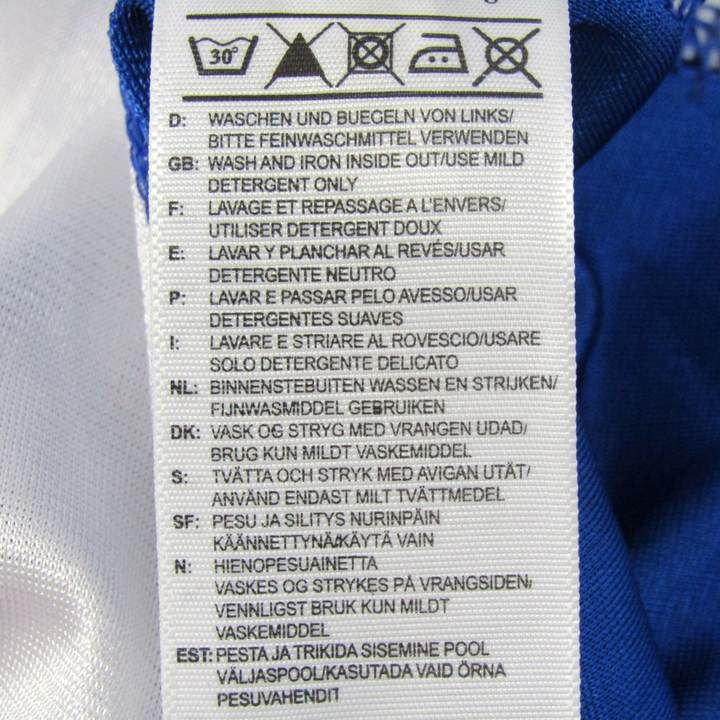 30°
D: WASCHEN UND BUEGELN VON LINKS/
BITTE FEINWASCHMITTEL VERWENDEN
GB: WASH AND IRON INSIDE OUT/USE MILD
DETERGENT ONLY
F: LAVAGE ET REPASSAGE A L'ENVERS/
UTILISER DETERGENT DOUX
E: LAVAR Y PLANCHAR AL REVÉS/USAR
DETERGENTE NEUTRO
P: LAVAR E PASSAR PELO AVESSO/USAR
DETERGENTES SUAVES
I: LAVARE E STRIARE AL ROVESCIO/USARE
SOLO DETERGENTE DELICATO
NL: BINNENSTEBUITEN WASSEN EN STRIJKEN/
FIJNWASMIDDEL GEBRUIKEN
DK: VASK OG STRYG MED VRANGEN UDAD/
BRUG KUN MILDT VASKEMIDDEL
S: TVÄTTA OCH STRYK MED AVIGAN UTÄT/
ANVÄND ENDAST MILT TVÄTTMEDEL
SF: PESU JA SILITYS NURINPÄIN
KÄÄNNETTYNÄ/KÄYTÄ VAIN
N: HIENOPESUAINETTA
VASKES OG STRYKES PÅ VRANGSIDEN/
VENNLIGST BRUK KUN MILDT
VASKEMIDDEL
EST: PESTA JA TRIKIDA SISEMINE POOL
VÄLJASPOOL/KASUTADA VAID ÖRNA
PESUVAHENDIT